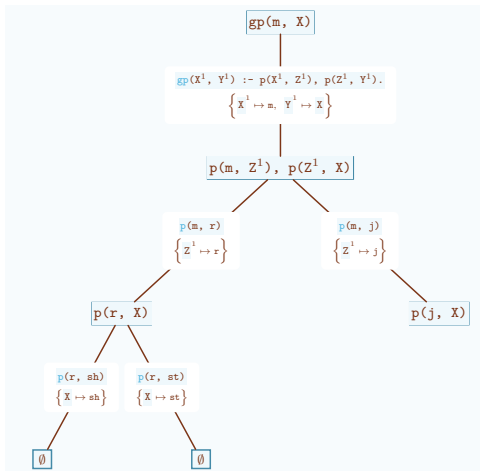 gp(m, X)
gp(X¹, Y¹) :- p(X¹, Z¹), p(Z¹, Y¹).
{X¹ ↦ m, Y¹ ↦ X}
p(m, Z¹), p(Z¹, X)
p(m, r)
{Z¹ ↦ r}
p(m, j)
{Z¹ ↦ j}
p(r, X)
p(j, X)
p(r, sh)
{X ↦ sh}
p(r, st)
{X ↦ st}
∅
∅